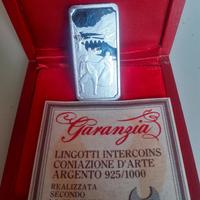 Garanzia
LINGOTTI INTERCOINS
CONIAZIONE D'ARTE
ARGENTO 925/1000
REALIZZATA
SECONDO